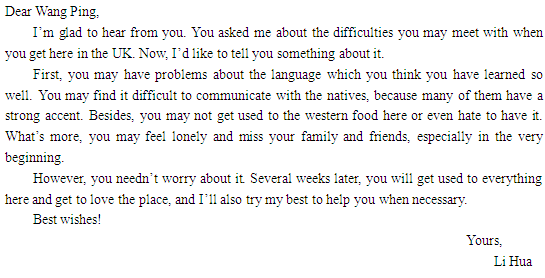 Dear Wang Ping,
I'm glad to hear from you. You asked me about the difficulties you may meet with when
you get here in the UK. Now, I'd like to tell you something about it.
First, you may have problems about the language which you think you have learned so
well. You may find it difficult to communicate with the natives, because many of them have a
strong accent. Besides, you may not get used to the western food here or even hate to have it.
What's more, you may feel lonely and miss your family and friends, especially in the very
beginning.
However, you needn't worry about it. Several weeks later, you will get used to everything
here and get to love the place, and I'll also try my best to help you when necessary.
Best wishes!
Yours,
Li Hua